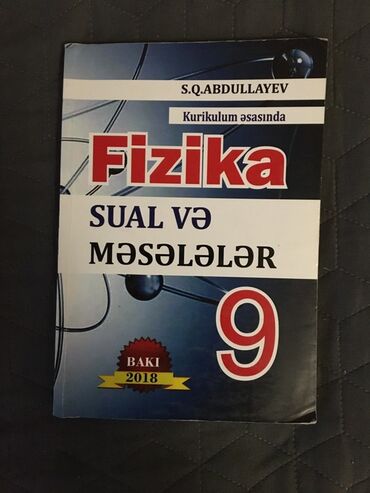 S.Q.ABDULLAYEV
Kurikulum əsasında
Fizika
SUAL VƏ
MƏSƏLƏLƏR
9
BAKI
2018